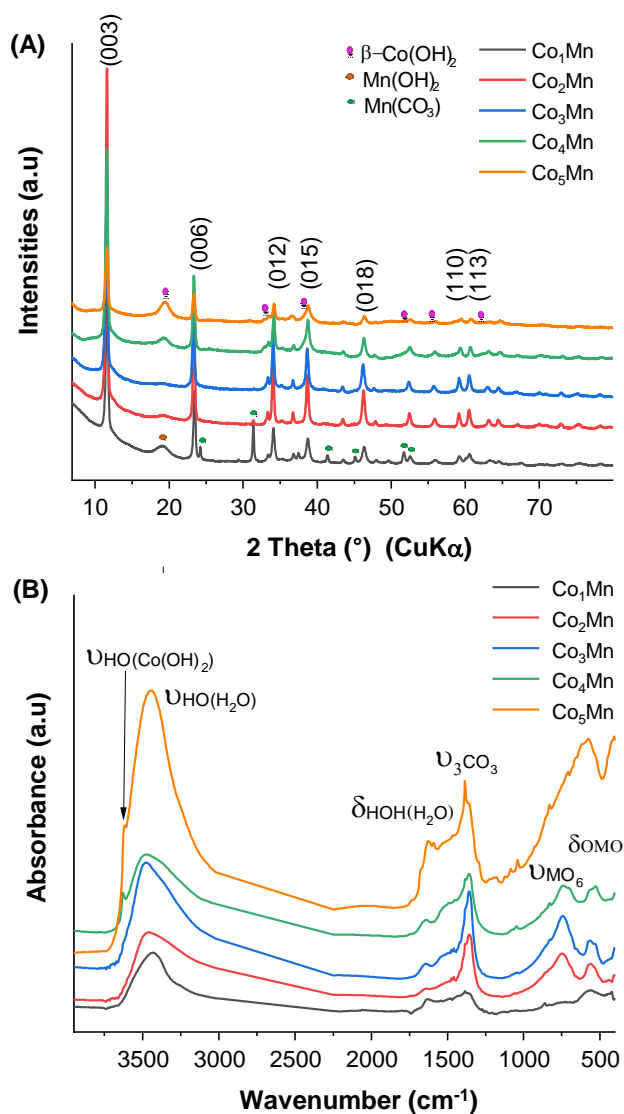 (A)
(003)
β–Co(OH)₂
Mn(OH)₂
Mn(CO₃)
Co₁Mn
Co₂Mn
Co₃Mn
Co₄Mn
Co₅Mn
(006)
(012)
(015)
(018)
(110)
(113)
Intensities (a.u)
10 20 30 40 50 60 70
2 Theta (°) (CuKα)
(B)
Co₁Mn
Co₂Mn
Co₃Mn
Co₄Mn
Co₅Mn
υHO(Co(OH)₂)
υHO(H₂O)
υ₃CO₃
δHOH(H₂O)
δOMO
υMO₆
Absorbance (a.u)
3500 3000 2500 2000 1500 1000 500
Wavenumber (cm⁻¹)